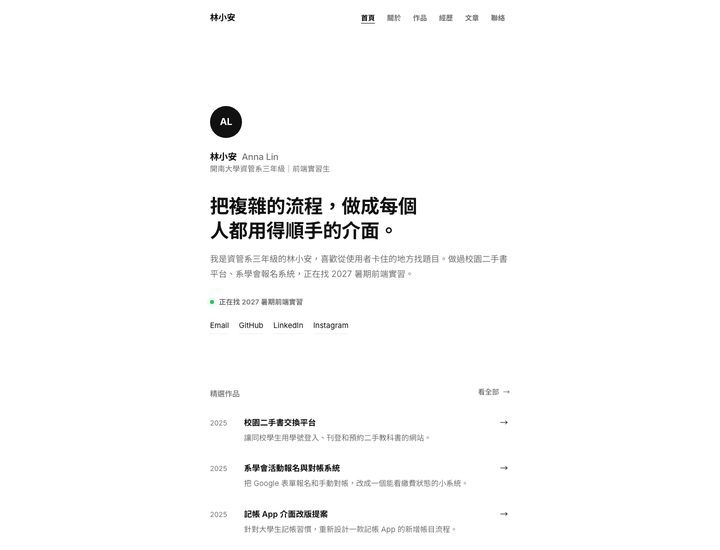 林小安
首頁 關於 作品 經歷 文章 聯絡
AL
林小安 Anna Lin
開南大學資管系三年級｜前端實習生
把複雜的流程，做成每個
人都用得順手的介面。
我是資管系三年級的林小安，喜歡從使用者卡住的地方找題目。做過校園二手書
平台、系學會報名系統，正在找 2027 暑期前端實習。
正在找 2027 暑期前端實習
Email GitHub LinkedIn Instagram
精選作品 看全部 →
2025 校園二手書交換平台 →
讓同校學生用學號登入、刊登和預約二手教科書的網站。
2025 系學會活動報名與對帳系統 →
把 Google 表單報名和手動對帳，改成一個能看繳費狀態的小系統。
2025 記帳 App 介面改版提案 →
針對大學生記帳習慣，重新設計一款記帳 App 的新增帳目流程。